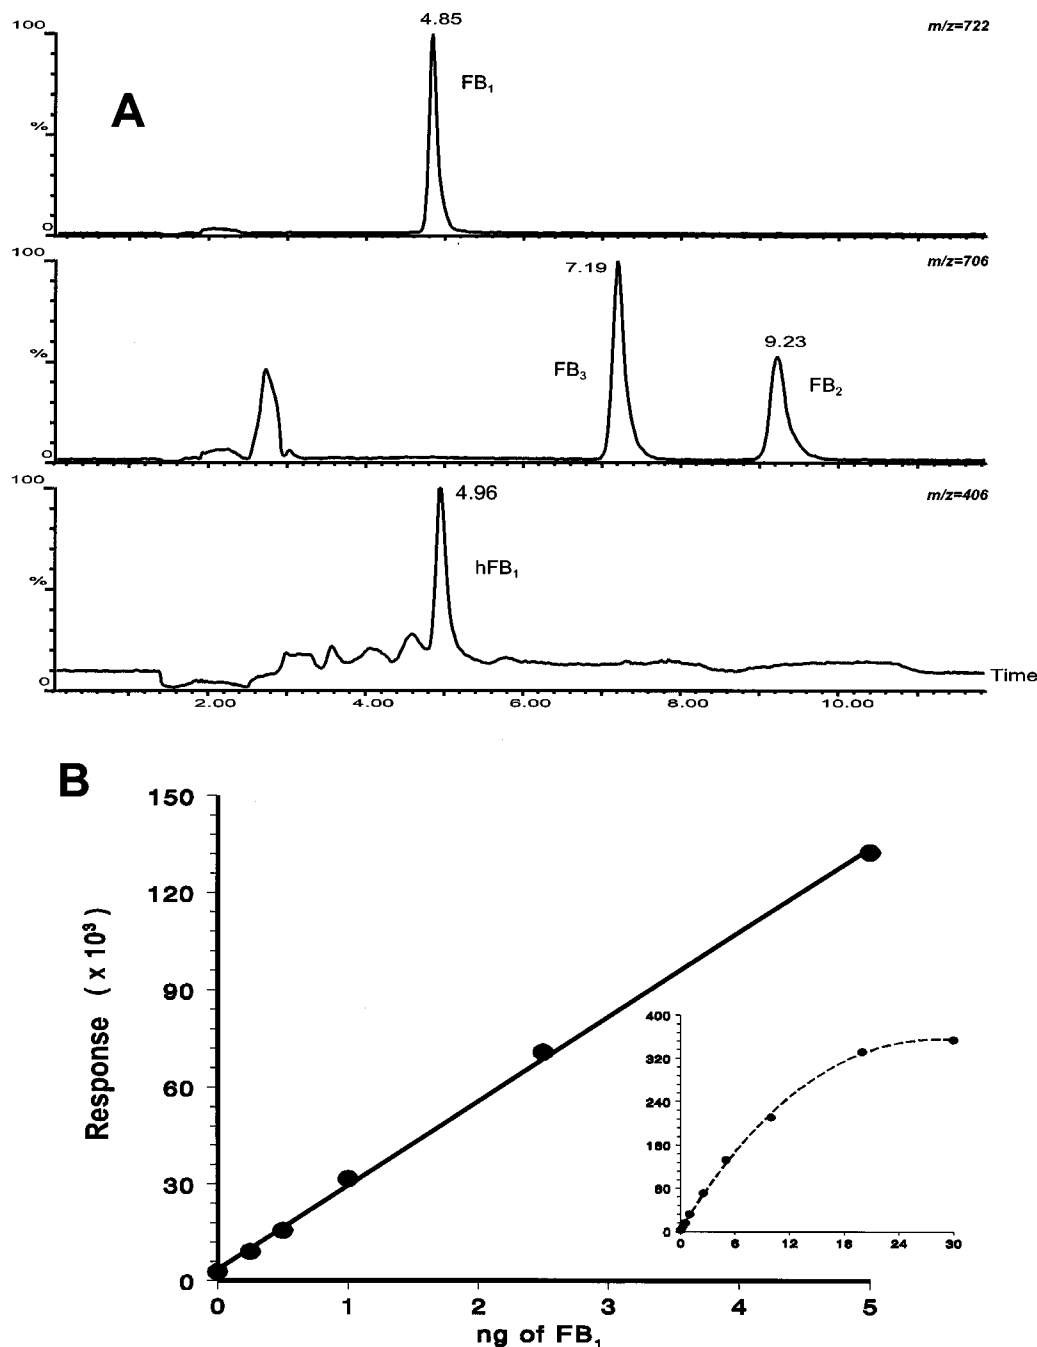 100 4.85 m/z=722
FB₁
A
%
0
100 7.19 m/z=706
9.23
% FB₃ FB₂
0
100 4.96 m/z=406
hFB₁
%
0 Time
2.00 4.00 6.00 8.00 10.00
B
150
120
90
60
30
0
Response ( x 10³)
0 1 2 3 4 5
ng of FB₁
400
320
240
160
80
0
0 6 12 18 24 30